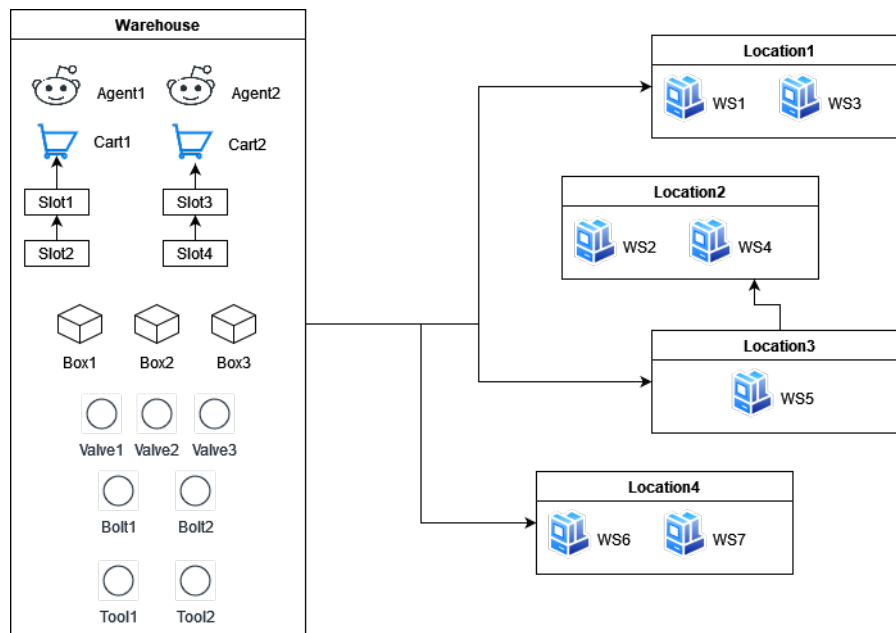 Warehouse
Agent1 Agent2
Cart1 Cart2
Slot1 Slot3
Slot2 Slot4
Box1 Box2 Box3
Valve1 Valve2 Valve3
Bolt1 Bolt2
Tool1 Tool2
Location1
WS1 WS3
Location2
WS2 WS4
Location3
WS5
Location4
WS6 WS7